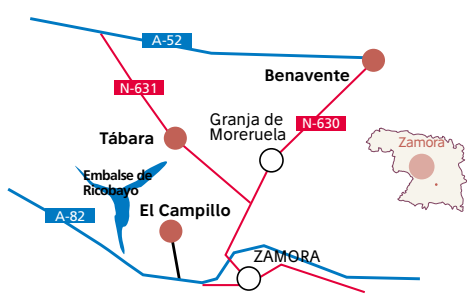 A-52
Benavente
N-631
Granja de
Moreruela
N-630
Tábara
Zamora
Embalse de
Ricobayo
El Campillo
A-82
ZAMORA